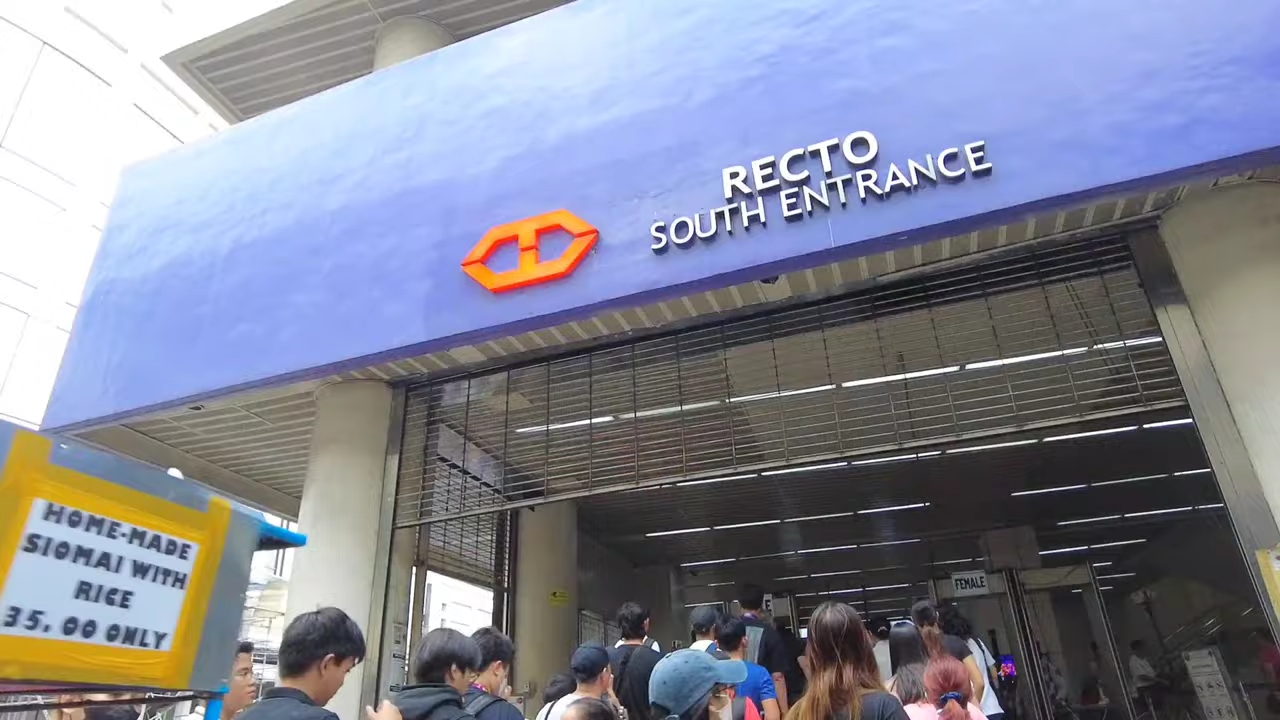 RECTO
SOUTH ENTRANCE
HOME-MADE
SIOMAI WITH
RICE
35.00 ONLY
FEMALE